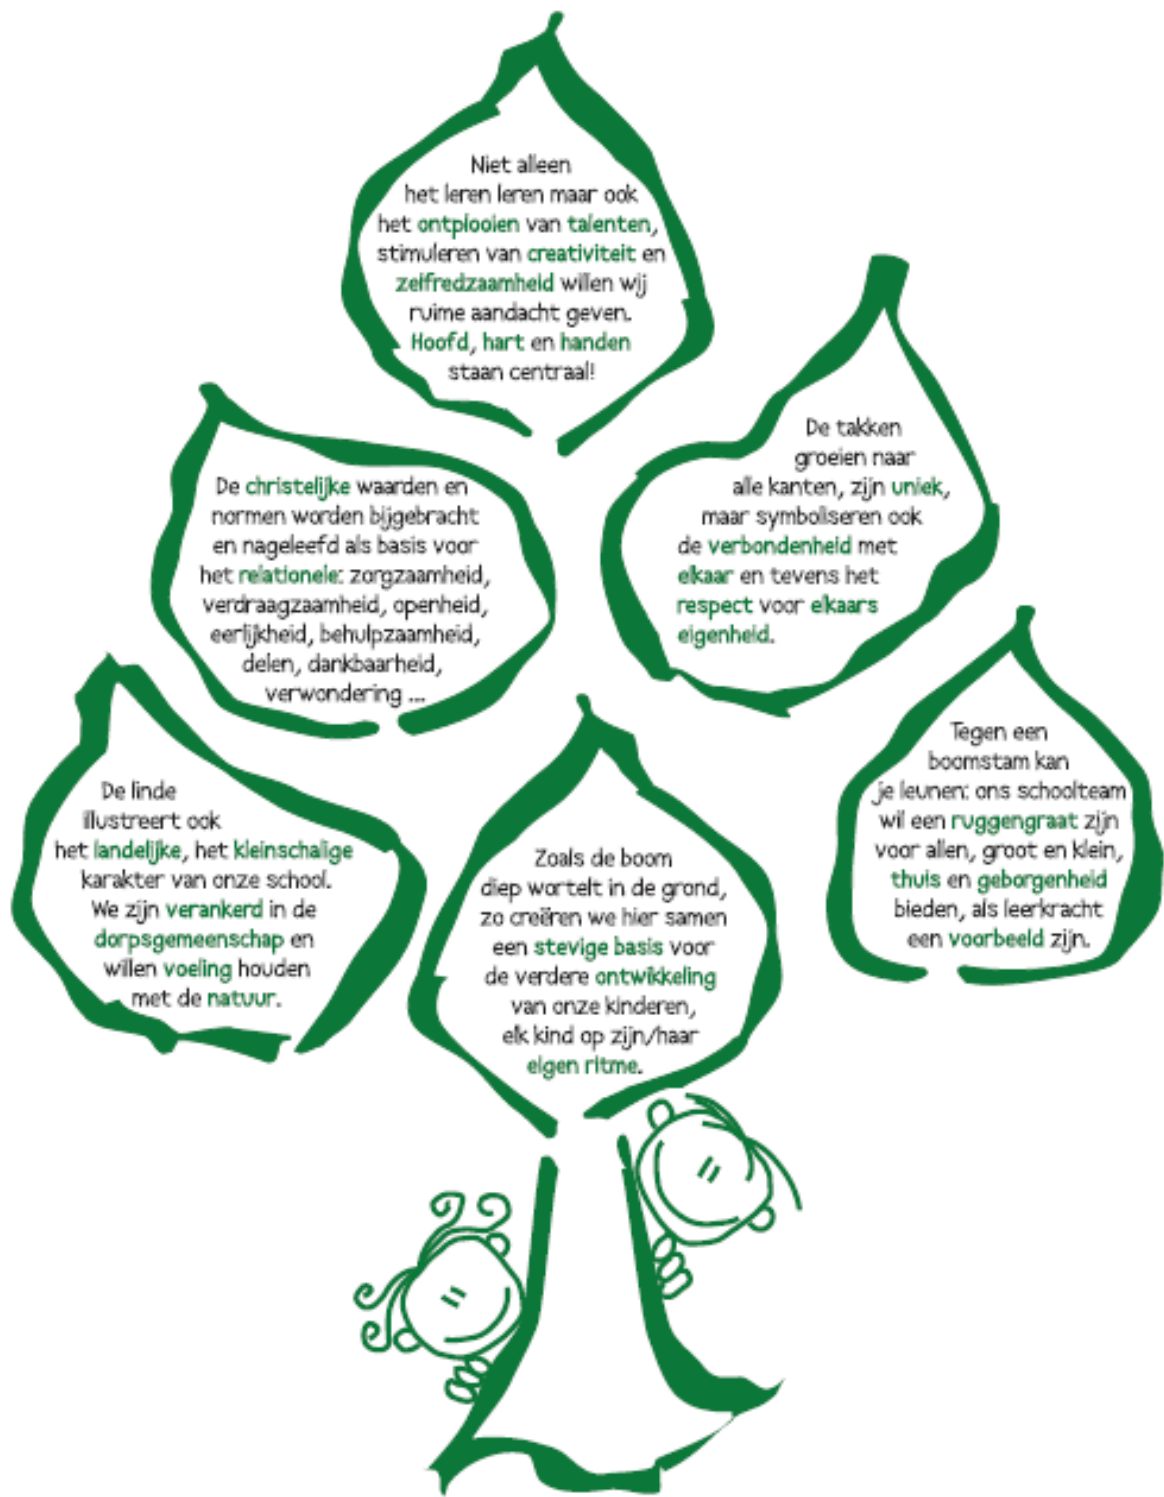 Niet alleen
het leren leren maar ook
het ontplooien van talenten,
stimuleren van creativiteit en
zelfredzaamheid willen wij
ruime aandacht geven.
Hoofd, hart en handen
staan centraal!
De takken
groeien naar
alle kanten, zijn uniek,
maar symboliseren ook
de verbondenheid met
elkaar en tevens het
respect voor elkaars
eigenheid.
De christelijke waarden en
normen worden bijgebracht
en nageleefd als basis voor
het relationele: zorgzaamheid,
verdraagzaamheid, openheid,
eerlijkheid, behulpzaamheid,
delen, dankbaarheid,
verwondering ...
Tegen een
boomstam kan
je leunen: ons schoolteam
wil een ruggengraat zijn
voor allen, groot en klein,
thuis en geborgenheid
bieden, als leerkracht
een voorbeeld zijn.
De linde
illustreert ook
het landelijke, het kleinschalige
karakter van onze school.
We zijn verankerd in de
dorpsgemeenschap en
willen voeling houden
met de natuur.
Zoals de boom
diep wortelt in de grond,
zo creëren we hier samen
een stevige basis voor
de verdere ontwikkeling
van onze kinderen,
elk kind op zijn/haar
eigen ritme.